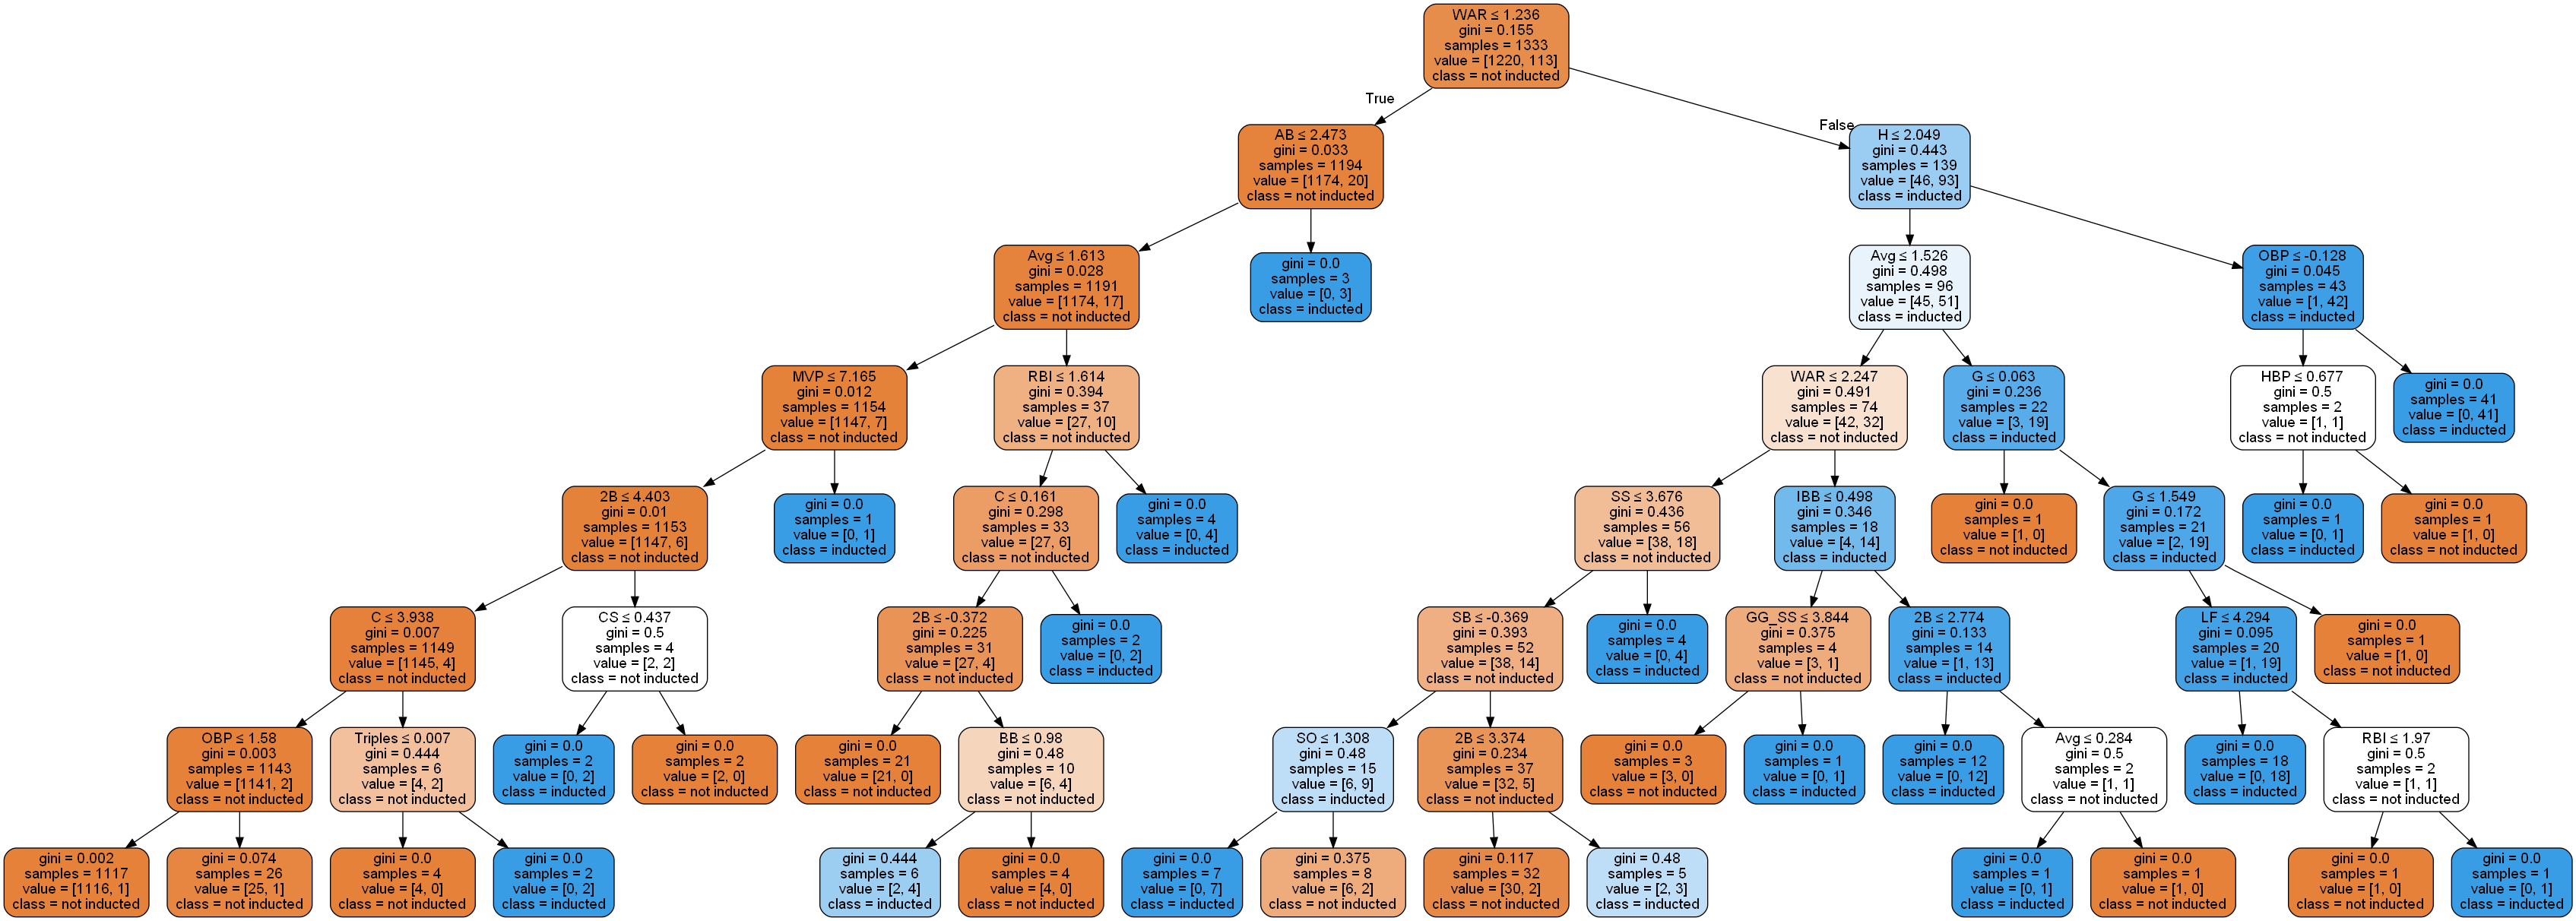 WAR ≤ 1.236
gini = 0.155
samples = 1333
value = [1220, 113]
class = not inducted
True
False
AB ≤ 2.473
gini = 0.033
samples = 1194
value = [1174, 20]
class = not inducted
H ≤ 2.049
gini = 0.443
samples = 139
value = [46, 93]
class = inducted
Avg ≤ 1.613
gini = 0.028
samples = 1191
value = [1174, 17]
class = not inducted
gini = 0.0
samples = 3
value = [0, 3]
class = inducted
Avg ≤ 1.526
gini = 0.498
samples = 96
value = [45, 51]
class = inducted
OBP ≤ -0.128
gini = 0.045
samples = 43
value = [1, 42]
class = inducted
MVP ≤ 7.165
gini = 0.012
samples = 1154
value = [1147, 7]
class = not inducted
RBI ≤ 1.614
gini = 0.394
samples = 37
value = [27, 10]
class = not inducted
WAR ≤ 2.247
gini = 0.491
samples = 74
value = [42, 32]
class = not inducted
G ≤ 0.063
gini = 0.236
samples = 22
value = [3, 19]
class = inducted
HBP ≤ 0.677
gini = 0.5
samples = 2
value = [1, 1]
class = not inducted
gini = 0.0
samples = 41
value = [0, 41]
class = inducted
2B ≤ 4.403
gini = 0.01
samples = 1153
value = [1147, 6]
class = not inducted
gini = 0.0
samples = 1
value = [0, 1]
class = inducted
C ≤ 0.161
gini = 0.298
samples = 33
value = [27, 6]
class = not inducted
gini = 0.0
samples = 4
value = [0, 4]
class = inducted
SS ≤ 3.676
gini = 0.436
samples = 56
value = [38, 18]
class = not inducted
IBB ≤ 0.498
gini = 0.346
samples = 18
value = [4, 14]
class = inducted
gini = 0.0
samples = 1
value = [1, 0]
class = not inducted
G ≤ 1.549
gini = 0.172
samples = 21
value = [2, 19]
class = inducted
gini = 0.0
samples = 1
value = [0, 1]
class = inducted
gini = 0.0
samples = 1
value = [1, 0]
class = not inducted
C ≤ 3.938
gini = 0.007
samples = 1149
value = [1145, 4]
class = not inducted
CS ≤ 0.437
gini = 0.5
samples = 4
value = [2, 2]
class = not inducted
2B ≤ -0.372
gini = 0.225
samples = 31
value = [27, 4]
class = not inducted
gini = 0.0
samples = 2
value = [0, 2]
class = inducted
SB ≤ -0.369
gini = 0.393
samples = 52
value = [38, 14]
class = not inducted
gini = 0.0
samples = 4
value = [0, 4]
class = inducted
GG_SS ≤ 3.844
gini = 0.375
samples = 4
value = [3, 1]
class = not inducted
2B ≤ 2.774
gini = 0.133
samples = 14
value = [1, 13]
class = inducted
LF ≤ 4.294
gini = 0.095
samples = 20
value = [1, 19]
class = inducted
gini = 0.0
samples = 1
value = [1, 0]
class = not inducted
OBP ≤ 1.58
gini = 0.003
samples = 1143
value = [1141, 2]
class = not inducted
Triples ≤ 0.007
gini = 0.444
samples = 6
value = [4, 2]
class = not inducted
gini = 0.0
samples = 2
value = [0, 2]
class = inducted
gini = 0.0
samples = 2
value = [2, 0]
class = not inducted
gini = 0.0
samples = 21
value = [21, 0]
class = not inducted
BB ≤ 0.98
gini = 0.48
samples = 10
value = [6, 4]
class = not inducted
SO ≤ 1.308
gini = 0.48
samples = 15
value = [6, 9]
class = inducted
2B ≤ 3.374
gini = 0.234
samples = 37
value = [32, 5]
class = not inducted
gini = 0.0
samples = 3
value = [3, 0]
class = not inducted
gini = 0.0
samples = 1
value = [0, 1]
class = inducted
gini = 0.0
samples = 12
value = [0, 12]
class = inducted
Avg ≤ 0.284
gini = 0.5
samples = 2
value = [1, 1]
class = not inducted
gini = 0.0
samples = 18
value = [0, 18]
class = inducted
RBI ≤ 1.97
gini = 0.5
samples = 2
value = [1, 1]
class = not inducted
gini = 0.002
samples = 1117
value = [1116, 1]
class = not inducted
gini = 0.074
samples = 26
value = [25, 1]
class = not inducted
gini = 0.0
samples = 4
value = [4, 0]
class = not inducted
gini = 0.0
samples = 2
value = [0, 2]
class = inducted
gini = 0.444
samples = 6
value = [2, 4]
class = inducted
gini = 0.0
samples = 4
value = [4, 0]
class = not inducted
gini = 0.0
samples = 7
value = [0, 7]
class = inducted
gini = 0.375
samples = 8
value = [6, 2]
class = not inducted
gini = 0.117
samples = 32
value = [30, 2]
class = not inducted
gini = 0.48
samples = 5
value = [2, 3]
class = inducted
gini = 0.0
samples = 1
value = [0, 1]
class = inducted
gini = 0.0
samples = 1
value = [1, 0]
class = not inducted
gini = 0.0
samples = 1
value = [1, 0]
class = not inducted
gini = 0.0
samples = 1
value = [0, 1]
class = inducted